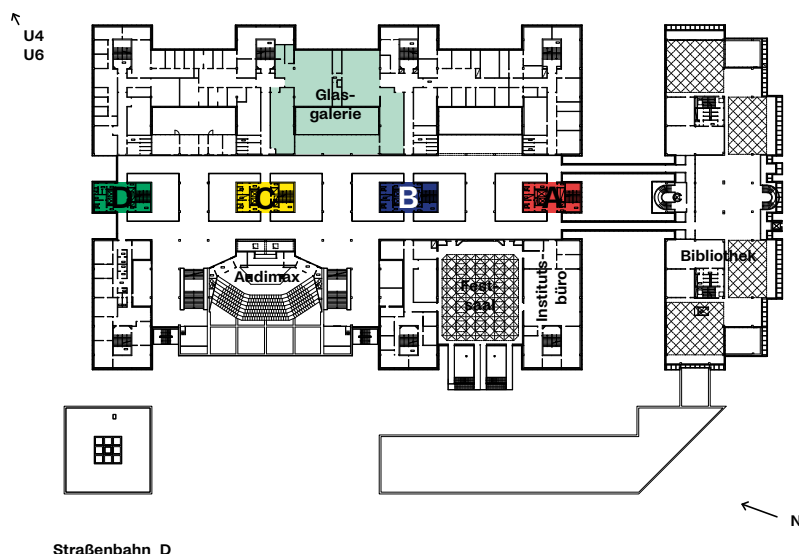 U4
U6
Glas-
galerie
D
C
B
A
Audimax
Fest-
saal
Instituts-
büro
Bibliothek
N
Straßenbahn D